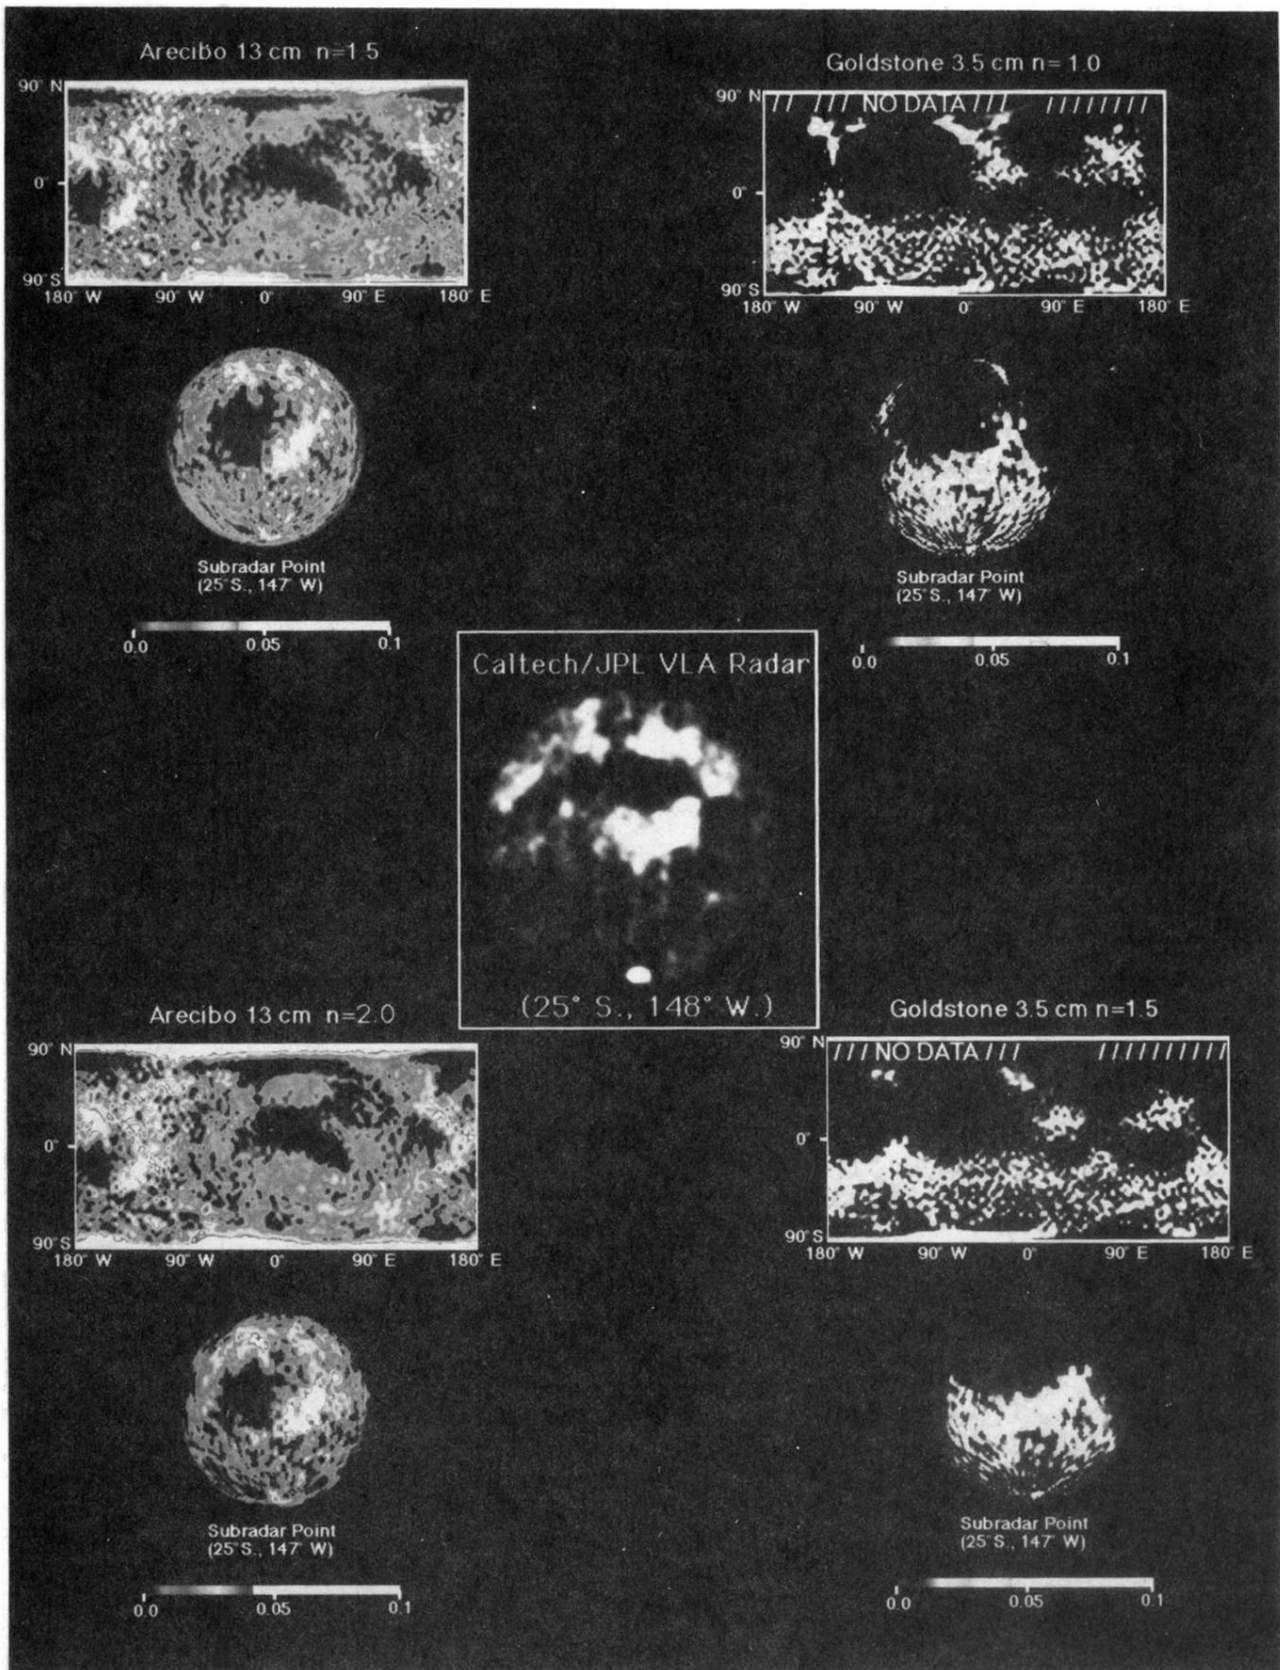 Arecibo 13 cm n=1.5
90° N
0°
90° S
180° W 90° W 0° 90° E 180° E
Subradar Point
(25° S., 147° W)
0.0 0.05 0.1
Goldstone 3.5 cm n= 1.0
90° N
/ / / / / NO DATA / / / / / / / / / / /
0°
90° S
180° W 90° W 0° 90° E 180° E
Subradar Point
(25° S., 147° W)
0.0 0.05 0.1
Caltech/JPL VLA Radar
(25° S., 148° W.)
Arecibo 13 cm n=2.0
90° N
0°
90° S
180° W 90° W 0° 90° E 180° E
Subradar Point
(25° S., 147° W)
0.0 0.05 0.1
Goldstone 3.5 cm n=1.5
90° N
/ / / NO DATA / / / / / / / / / / / /
0°
90° S
180° W 90° W 0° 90° E 180° E
Subradar Point
(25° S., 147° W)
0.0 0.05 0.1